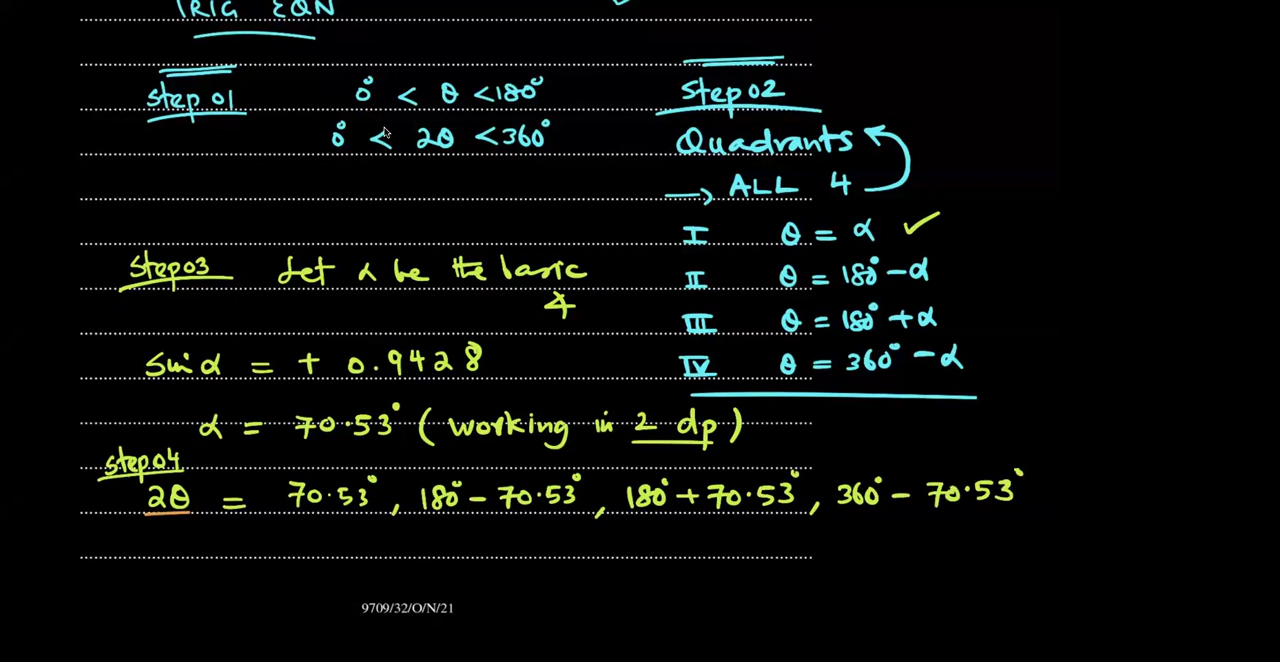 TRIG EQN
Step 01
0° < θ < 180°
0° < 2θ < 360°
Step 02
Quadrants
→ ALL 4
I θ = α ✓
II θ = 180° - α
III θ = 180° + α
IV θ = 360° - α
Step 03 Let α be the basic
∡
sin α = + 0.9428
α = 70.53° (working in 2 dp)
Step 04
2θ = 70.53°, 180° - 70.53°, 180° + 70.53°, 360° - 70.53°
9709/32/O/N/21